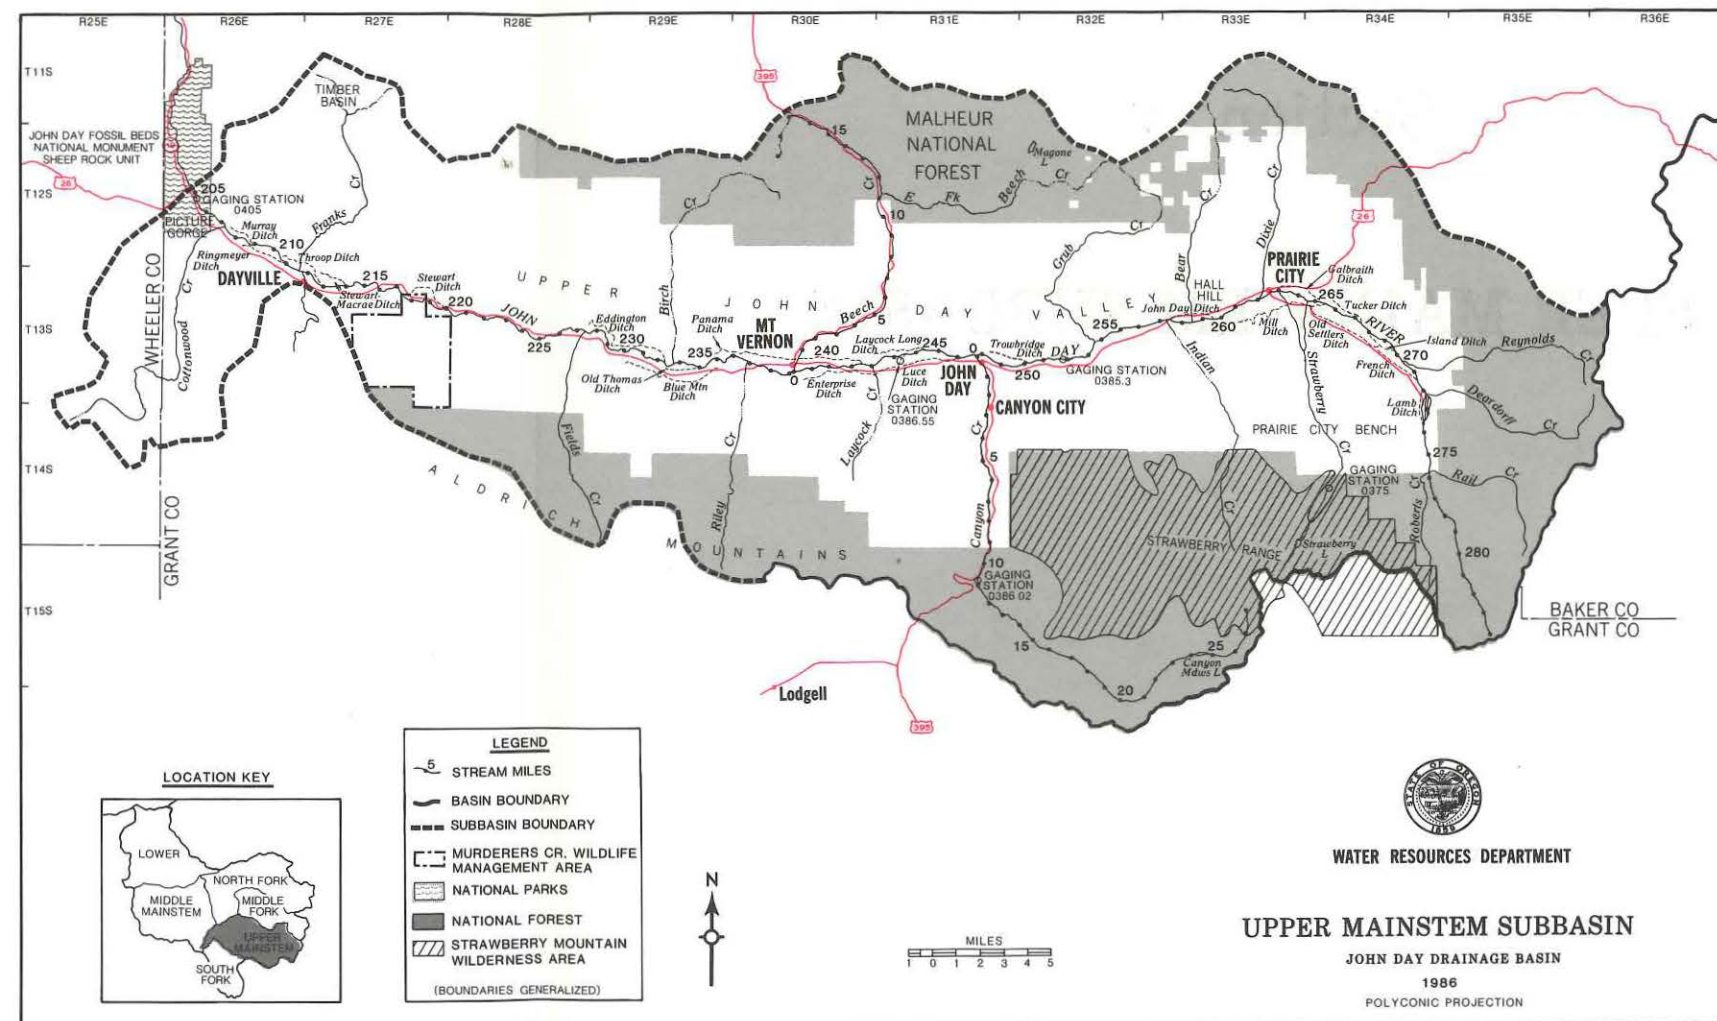 R25E
R26E
R27E
R28E
R29E
R30E
R31E
R32E
R33E
R34E
R35E
R36E
T11S
T12S
T13S
T14S
T15S
JOHN DAY FOSSIL BEDS
NATIONAL MONUMENT
SHEEP ROCK UNIT
26
TIMBER
BASIN
395
MALHEUR
NATIONAL
FOREST
Magone
L
15
205
GAGING STATION
0405
PICTURE
GORGE
Murray
Ditch
210
Franks
Cr
Throop Ditch
Ringmeyer
Ditch
DAYVILLE
215
Stewart-
Macrae Ditch
Stewart
Ditch
220
UPPER
JOHN DAY VALLEY
JOHN
225
Eddington
Ditch
230
Birch
Cr
Panama
Ditch
235
MT
VERNON
Old Thomas
Ditch
Blue Mtn
Ditch
0
240
Enterprise
Ditch
Beech
5
10
Cr
E Fk Beech Cr
Laycock Long
Ditch
245
Luce
Ditch
GAGING
STATION
0386.55
0
JOHN
DAY
Trowbridge
Ditch
DAY
250
GAGING STATION
0385.3
255
Grub
Cr
Bear
Cr
HALL
HILL
John Day Ditch
260
Dixie
Cr
PRAIRIE
CITY
26
Galbraith
Ditch
265
Tucker Ditch
RIVER
Mill
Ditch
Old
Settlers
Ditch
Island Ditch
270
Reynolds
Cr
French
Ditch
Lamb
Ditch
Deardorff
Cr
WHEELER CO
GRANT CO
Cottonwood
Cr
CANYON CITY
Cr
5
Canyon
10
GAGING
STATION
0386 02
15
20
25
Canyon
Mdws L
Fields
Cr
Riley
Cr
Laycock
Cr
ALDRICH
MOUNTAINS
Indian
Cr
Strawberry
Cr
PRAIRIE CITY BENCH
GAGING
STATION
0375
STRAWBERRY RANGE
Strawberry
L
275
Rail
Cr
Roberts
Cr
280
BAKER CO
GRANT CO
Lodgell
395
LOCATION KEY
LOWER
NORTH FORK
MIDDLE
MAINSTEM
MIDDLE
FORK
UPPER
MAINSTEM
SOUTH
FORK
LEGEND
5
STREAM MILES
BASIN BOUNDARY
SUBBASIN BOUNDARY
MURDERERS CR. WILDLIFE
MANAGEMENT AREA
NATIONAL PARKS
NATIONAL FOREST
STRAWBERRY MOUNTAIN
WILDERNESS AREA
(BOUNDARIES GENERALIZED)
N
MILES
1 0 1 2 3 4 5
STATE OF OREGON
1859
WATER RESOURCES DEPARTMENT
UPPER MAINSTEM SUBBASIN
JOHN DAY DRAINAGE BASIN
1986
POLYCONIC PROJECTION